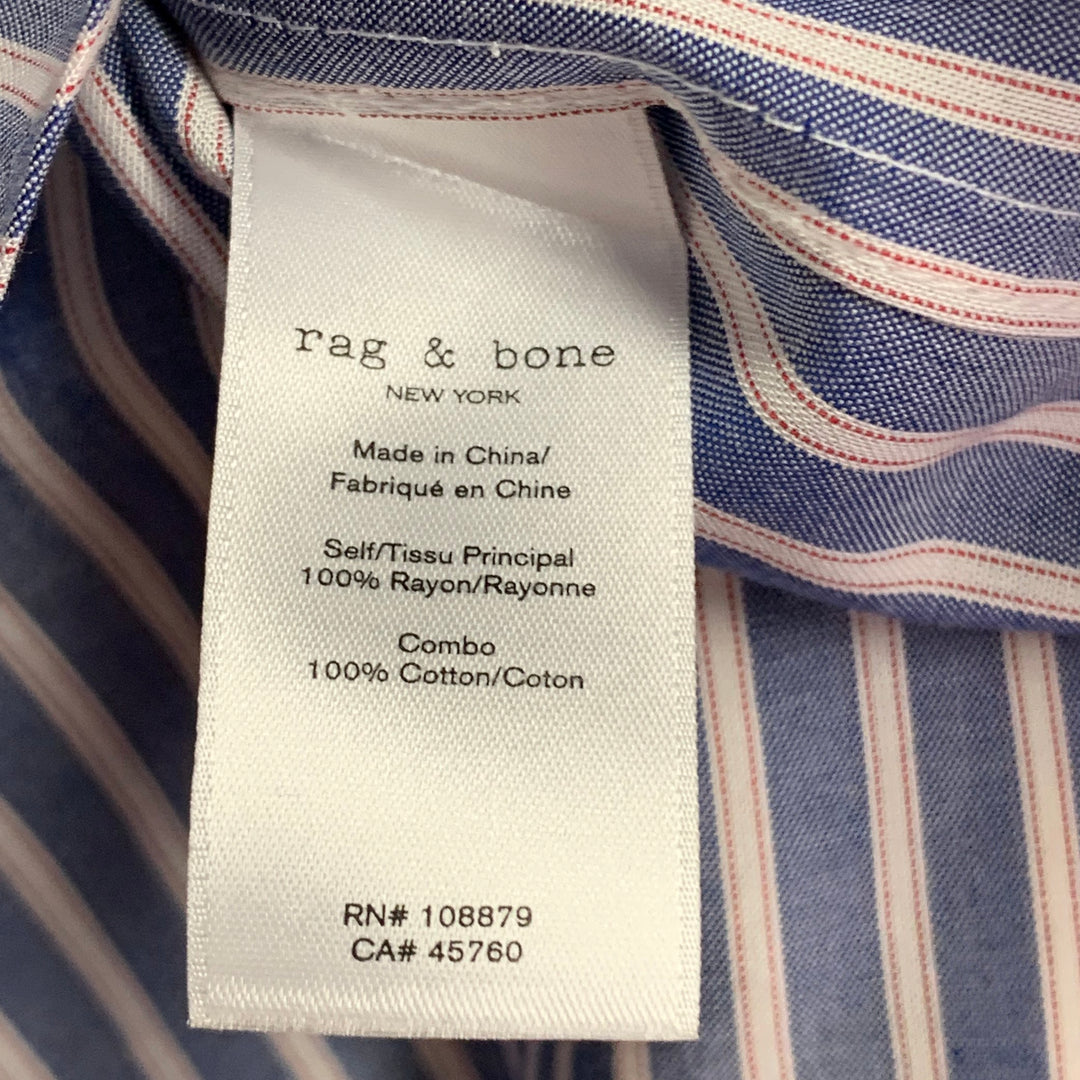 rag & bone
NEW YORK
Made in China/
Fabriqué en Chine
Self/Tissu Principal
100% Rayon/Rayonne
Combo
100% Cotton/Coton
RN# 108879
CA# 45760